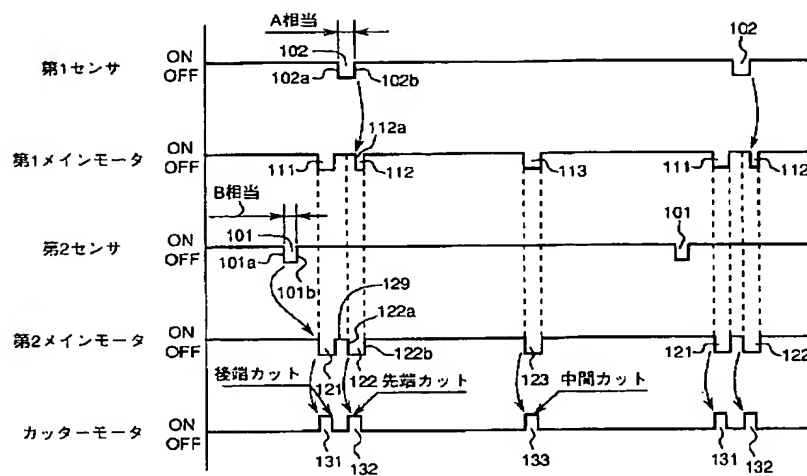 A相当
102
102
第1センサ
ON
OFF
102a
102b
112a
第1メインモータ
ON
OFF
111
112
113
111
112
B相当
101
101
第2センサ
ON
OFF
101a
101b
129
122a
第2メインモータ
ON
OFF
122b
121
122
123
121
122
後端カット
先端カット
中間カット
カッターモータ
ON
OFF
131
132
133
131
132